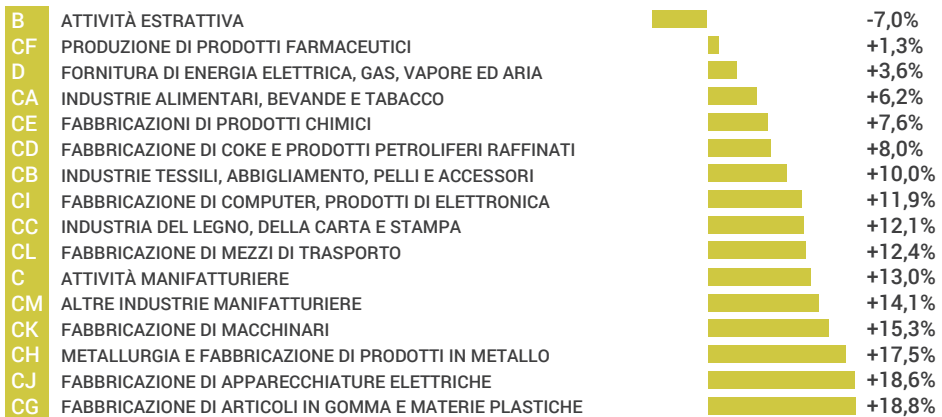 B ATTIVITÀ ESTRATTIVA -7,0%
CF PRODUZIONE DI PRODOTTI FARMACEUTICI +1,3%
D FORNITURA DI ENERGIA ELETTRICA, GAS, VAPORE ED ARIA +3,6%
CA INDUSTRIE ALIMENTARI, BEVANDE E TABACCO +6,2%
CE FABBRICAZIONI DI PRODOTTI CHIMICI +7,6%
CD FABBRICAZIONE DI COKE E PRODOTTI PETROLIFERI RAFFINATI +8,0%
CB INDUSTRIE TESSILI, ABBIGLIAMENTO, PELLI E ACCESSORI +10,0%
CI FABBRICAZIONE DI COMPUTER, PRODOTTI DI ELETTRONICA +11,9%
CC INDUSTRIA DEL LEGNO, DELLA CARTA E STAMPA +12,1%
CL FABBRICAZIONE DI MEZZI DI TRASPORTO +12,4%
C ATTIVITÀ MANIFATTURIERE +13,0%
CM ALTRE INDUSTRIE MANIFATTURIERE +14,1%
CK FABBRICAZIONE DI MACCHINARI +15,3%
CH METALLURGIA E FABBRICAZIONE DI PRODOTTI IN METALLO +17,5%
CJ FABBRICAZIONE DI APPARECCHIATURE ELETTRICHE +18,6%
CG FABBRICAZIONE DI ARTICOLI IN GOMMA E MATERIE PLASTICHE +18,8%